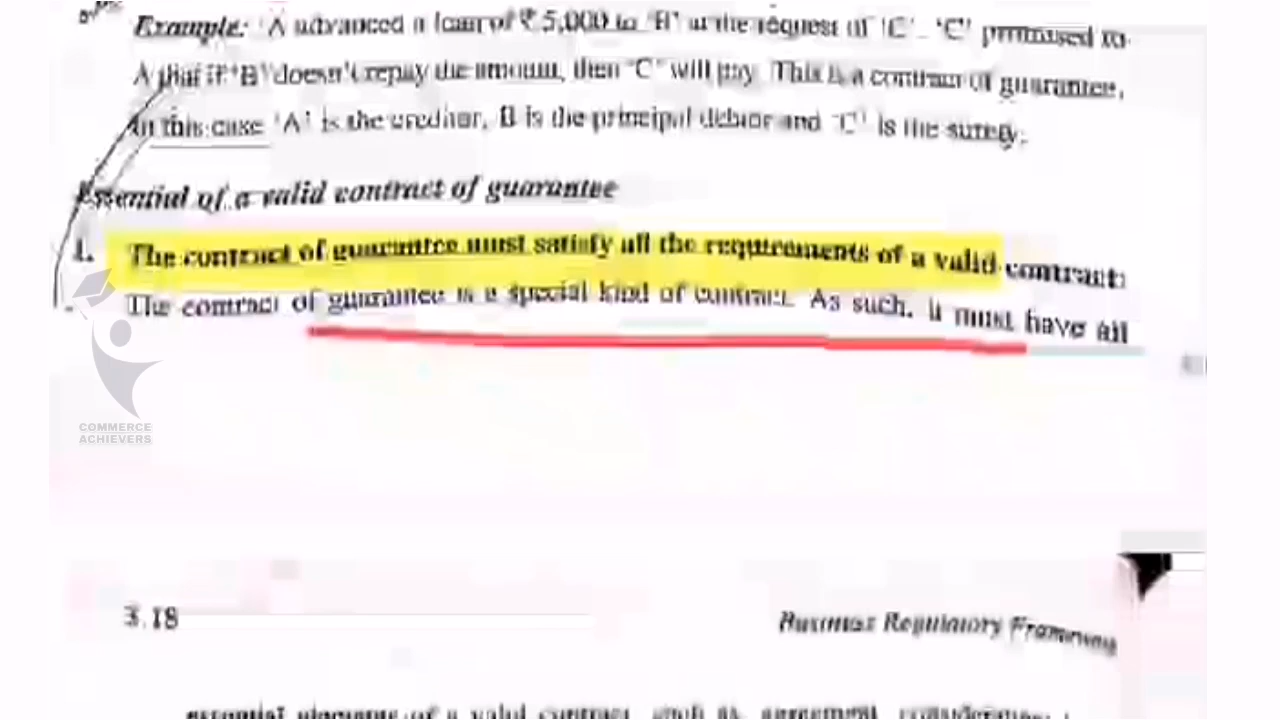 Example: 'A advanced a loan of ₹ 5,000 to 'B' at the request of 'C'. 'C' promised to
A that if 'B' doesn't repay the amount, then 'C' will pay. This is a contract of guarantee.
In this case 'A' is the creditor, B is the principal debtor and 'C' is the surety.
Essential of a valid contract of guarantee
1. The contract of guarantee must satisfy all the requirements of a valid contract:
The contract of guarantee is a special kind of contract. As such, it must have all
COMMERCE
ACHIEVERS
3.18
Business Regulatory Framework
essential elements of a valid contract, such as, agreement, consideration,